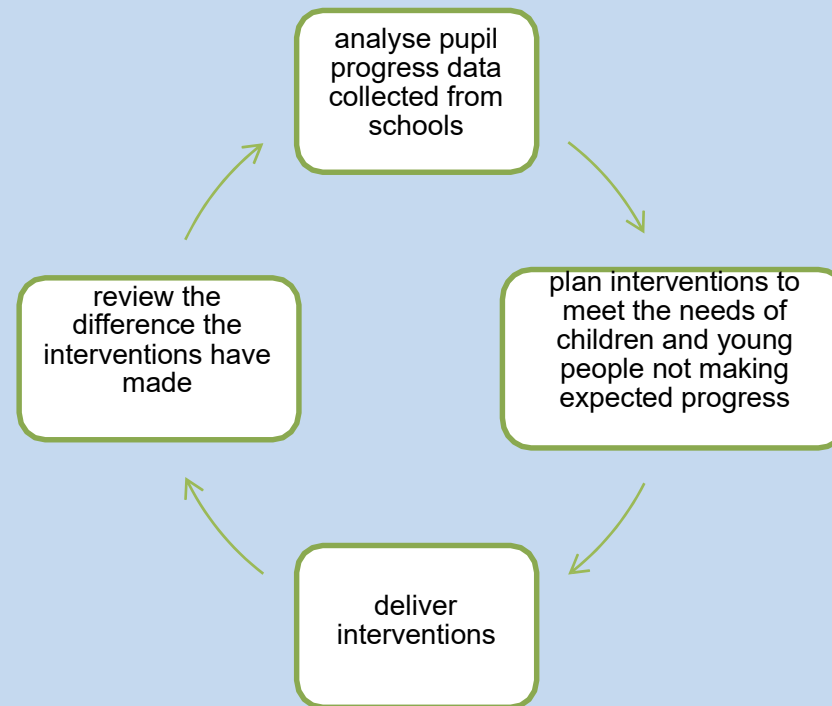 analyse pupil
progress data
collected from
schools
plan interventions to
meet the needs of
children and young
people not making
expected progress
deliver
interventions
review the
difference the
interventions have
made